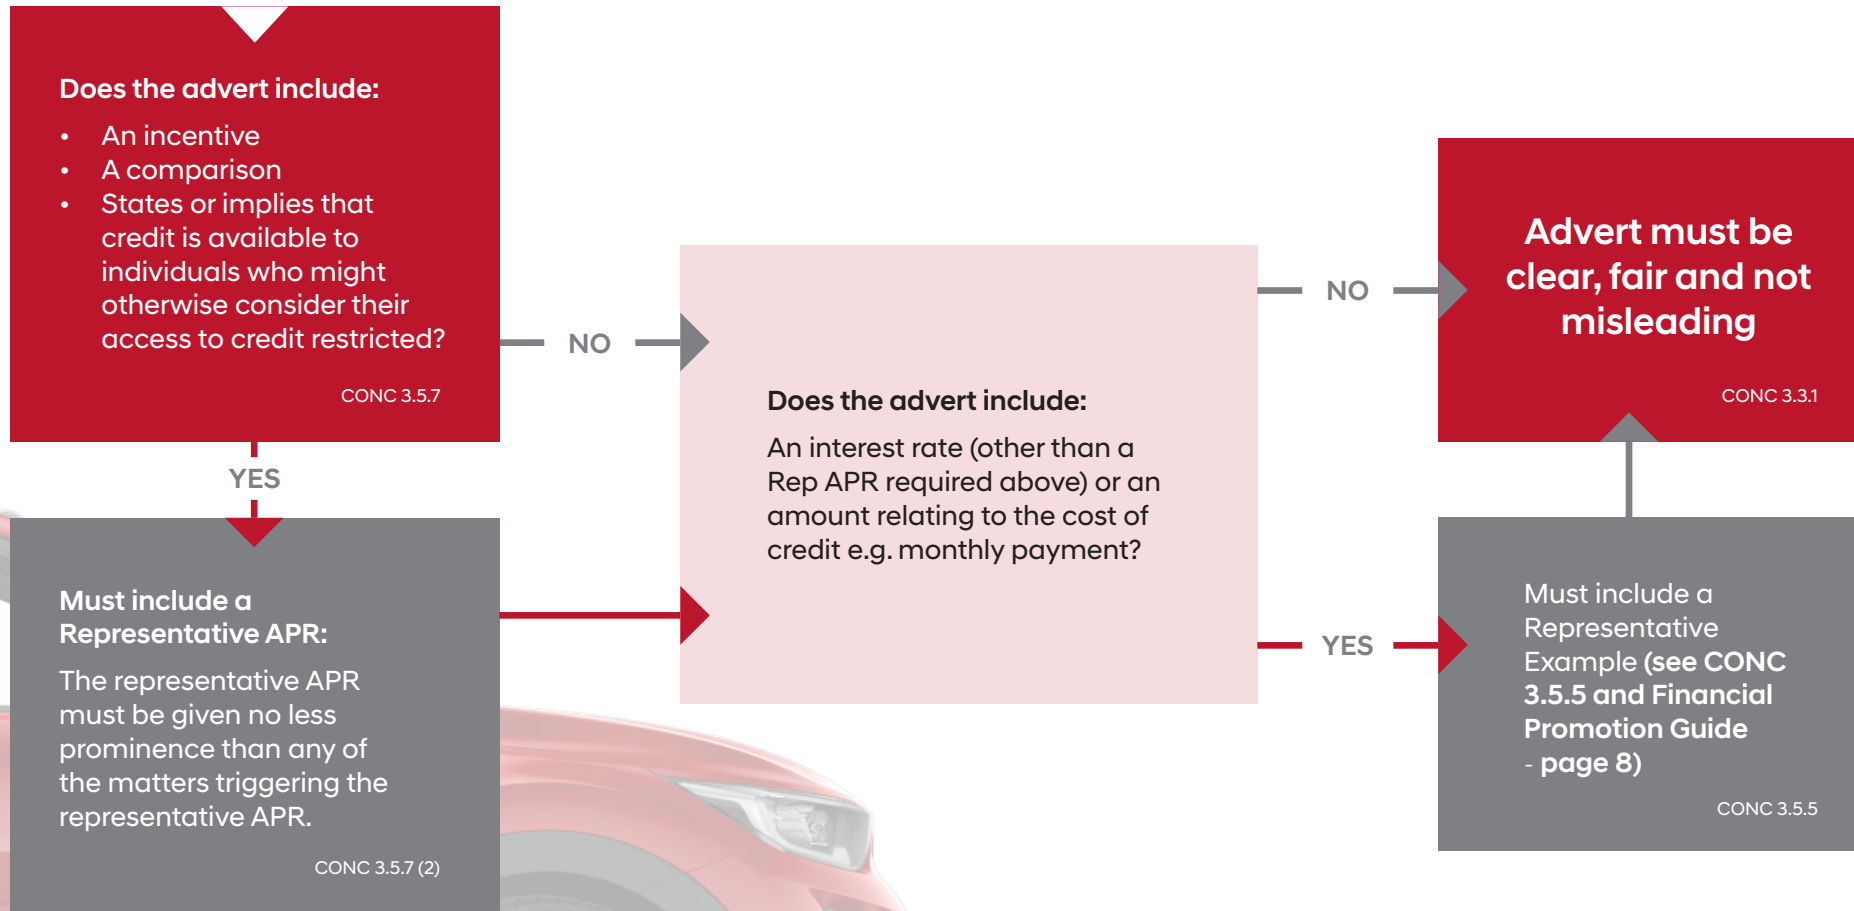 Does the advert include:
• An incentive
• A comparison
• States or implies that
credit is available to
individuals who might
otherwise consider their
access to credit restricted?
CONC 3.5.7
YES
NO
Must include a
Representative APR:
The representative APR
must be given no less
prominence than any of
the matters triggering the
representative APR.
CONC 3.5.7 (2)
Does the advert include:
An interest rate (other than a
Rep APR required above) or an
amount relating to the cost of
credit e.g. monthly payment?
NO
YES
Advert must be
clear, fair and not
misleading
CONC 3.3.1
Must include a
Representative
Example (see CONC
3.5.5 and Financial
Promotion Guide
- page 8)
CONC 3.5.5